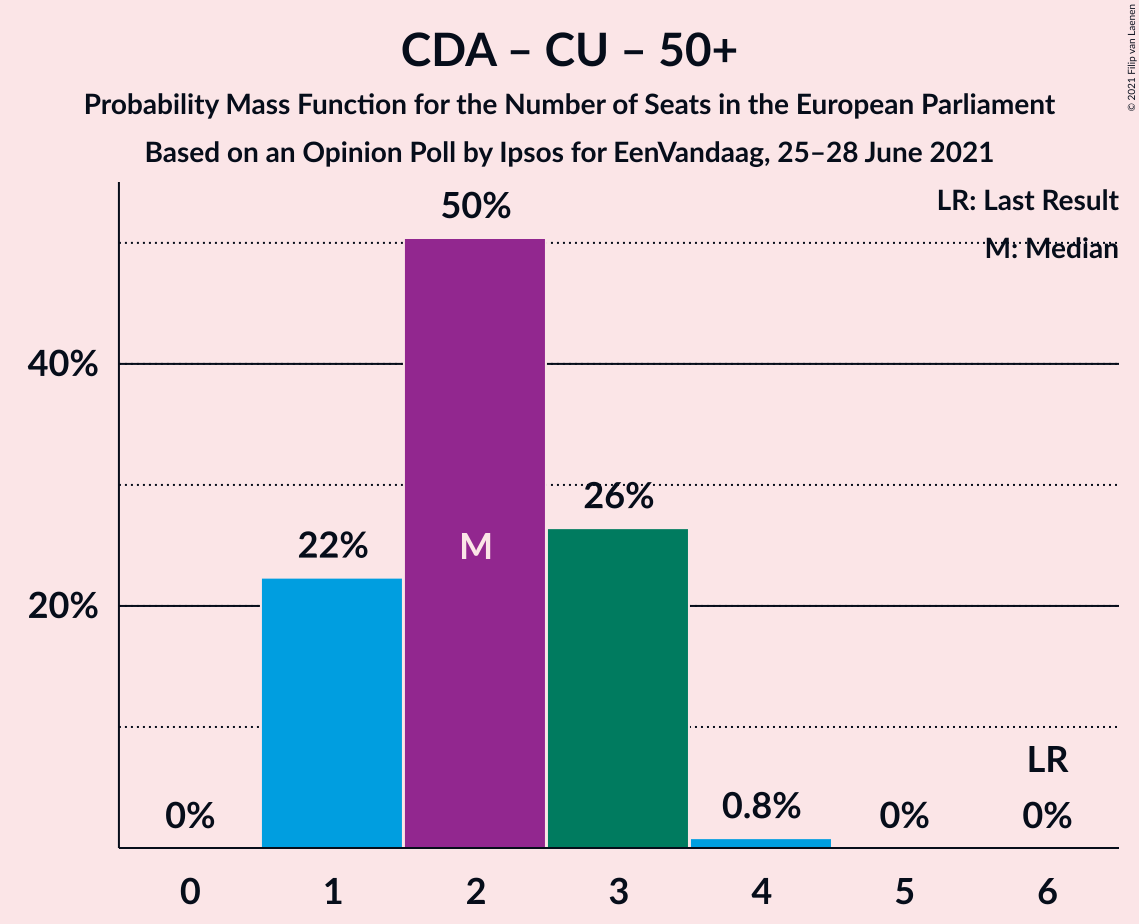 CDA – CU – 50+
Probability Mass Function for the Number of Seats in the European Parliament
Based on an Opinion Poll by Ipsos for EenVandaag, 25–28 June 2021
© 2021 Filip van Laenen
LR: Last Result
M: Median
50%
40%
26%
22%
M
20%
LR
0%
0.8%
0%
0%
0 1 2 3 4 5 6